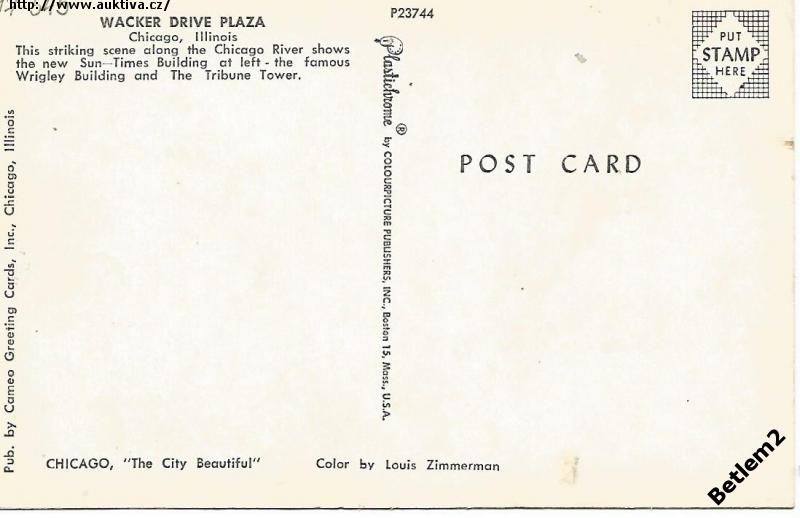 http://www.auktiva.cz/
WACKER DRIVE PLAZA
Chicago, Illinois
This striking scene along the Chicago River shows
the new Sun-Times Building at left - the famous
Wrigley Building and The Tribune Tower.
P23744
PUT
STAMP
HERE
POST CARD
Plastichrome ® by COLOURPICTURE PUBLISHERS, INC., Boston 15, Mass., U.S.A.
Pub. by Cameo Greeting Cards, Inc., Chicago, Illinois
CHICAGO, "The City Beautiful"
Color by Louis Zimmerman
Betlem2